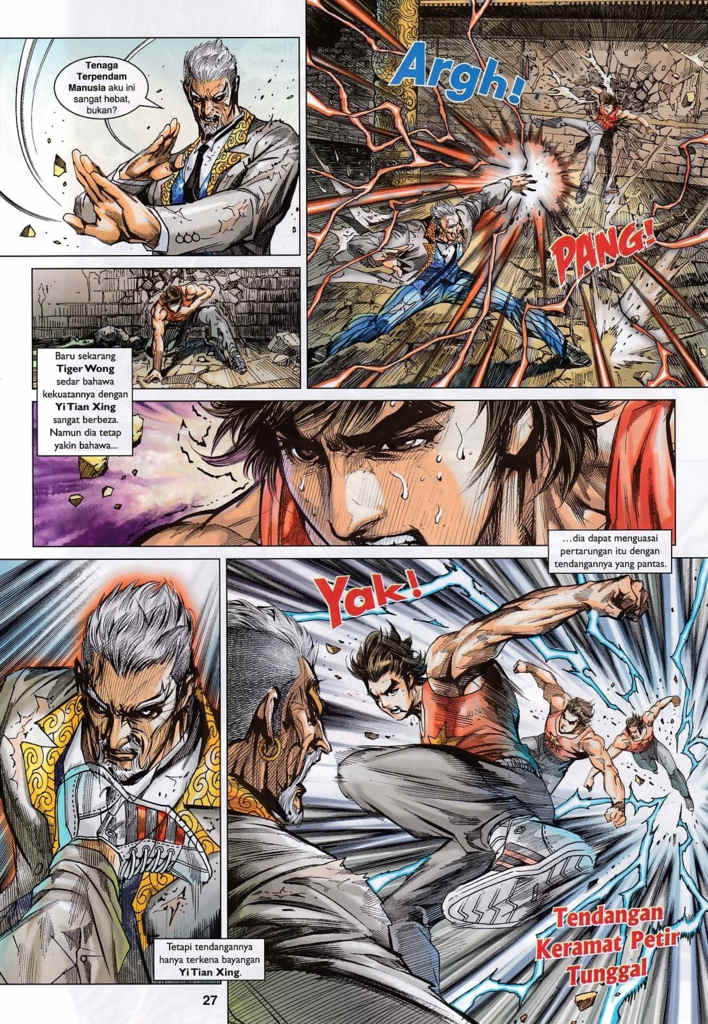 Tenaga
Terpendam
Manusia aku ini
sangat hebat,
bukan?
Argh!
PANG!
Baru sekarang
Tiger Wong
sedar bahawa
kekuatannya dengan
Yi Tian Xing
sangat berbeza.
Namun dia tetap
yakin bahawa...
...dia dapat menguasai
pertarungan itu dengan
tendangannya yang pantas.
Yak!
Tetapi tendangannya
hanya terkena bayangan
Yi Tian Xing.
Tendangan
Keramat Petir
Tunggal
27